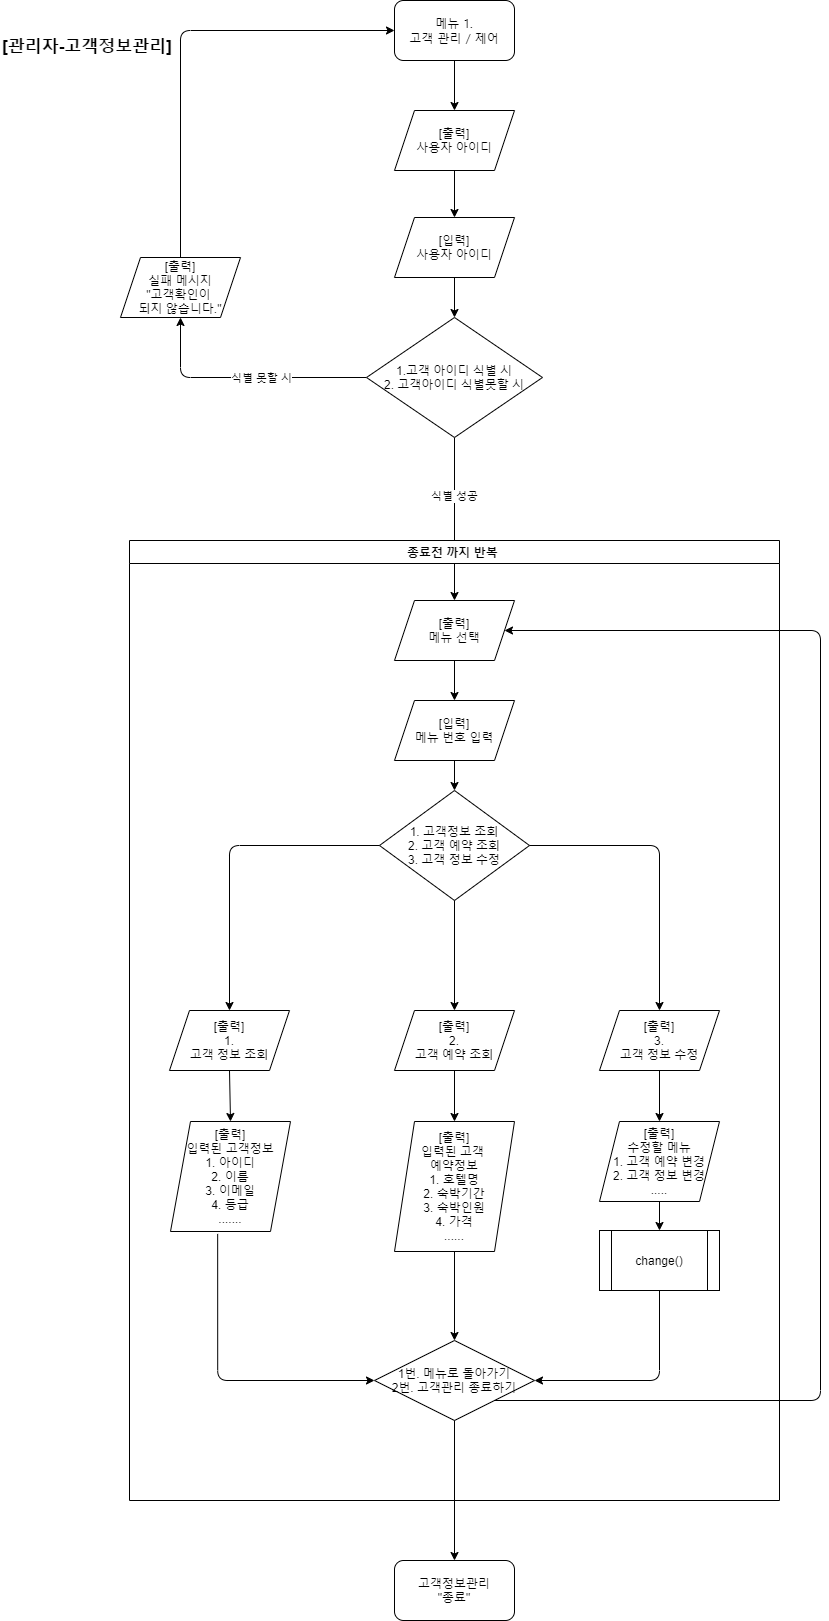 [관리자-고객정보관리]
메뉴 1.
고객 관리 / 제어
[출력]
사용자 아이디
[입력]
사용자 아이디
[출력]
실패 메시지
"고객확인이
되지 않습니다."
1.고객 아이디 식별 시
2. 고객아이디 식별못할 시
식별 못할 시
식별 성공
종료전 까지 반복
[출력]
메뉴 선택
[입력]
메뉴 번호 입력
1. 고객정보 조회
2. 고객 예약 조회
3. 고객 정보 수정
[출력]
1.
고객 정보 조회
[출력]
2.
고객 예약 조회
[출력]
3.
고객 정보 수정
[출력]
입력된 고객정보
1. 아이디
2. 이름
3. 이메일
4. 등급
.......
[출력]
입력된 고객
예약정보
1. 호텔명
2. 숙박기간
3. 숙박인원
4. 가격
......
[출력]
수정할 메뉴
1. 고객 예약 변경
2. 고객 정보 변경
.....
change()
1번. 메뉴로 돌아가기
2번. 고객관리 종료하기
고객정보관리
"종료"